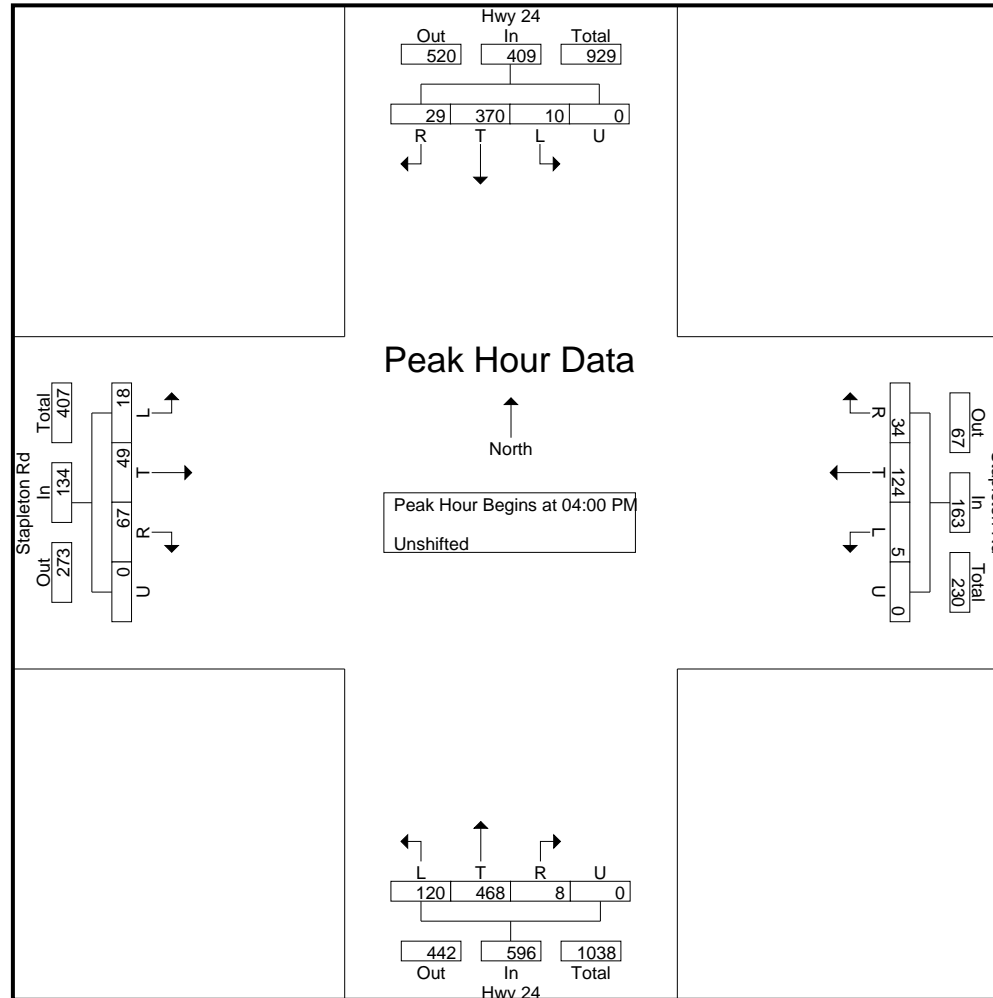 Hwy 24
Out In Total
520 409 929
29 370 10 0
R T L U
Peak Hour Data
North
Peak Hour Begins at 04:00 PM
Unshifted
Stapleton Rd
Total In Out
407 134 273
18 49 67 0
L T R U
R T L U
34 124 5 0
Out In Total
67 163 230
L T R U
120 468 8 0
442 596 1038
Out In Total
Hwy 24